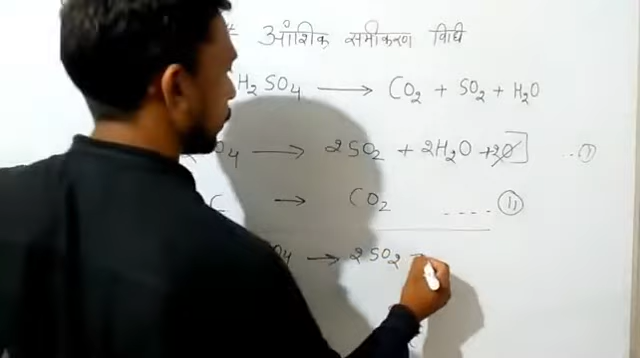 # आंशिक समीकरण विधि
H₂SO₄ ⟶ CO₂ + SO₂ + H₂O
O₄ ⟶ 2SO₂ + 2H₂O + 2O] ...(i)
C → CO₂ ----(ii)
O₄ → 2SO₂